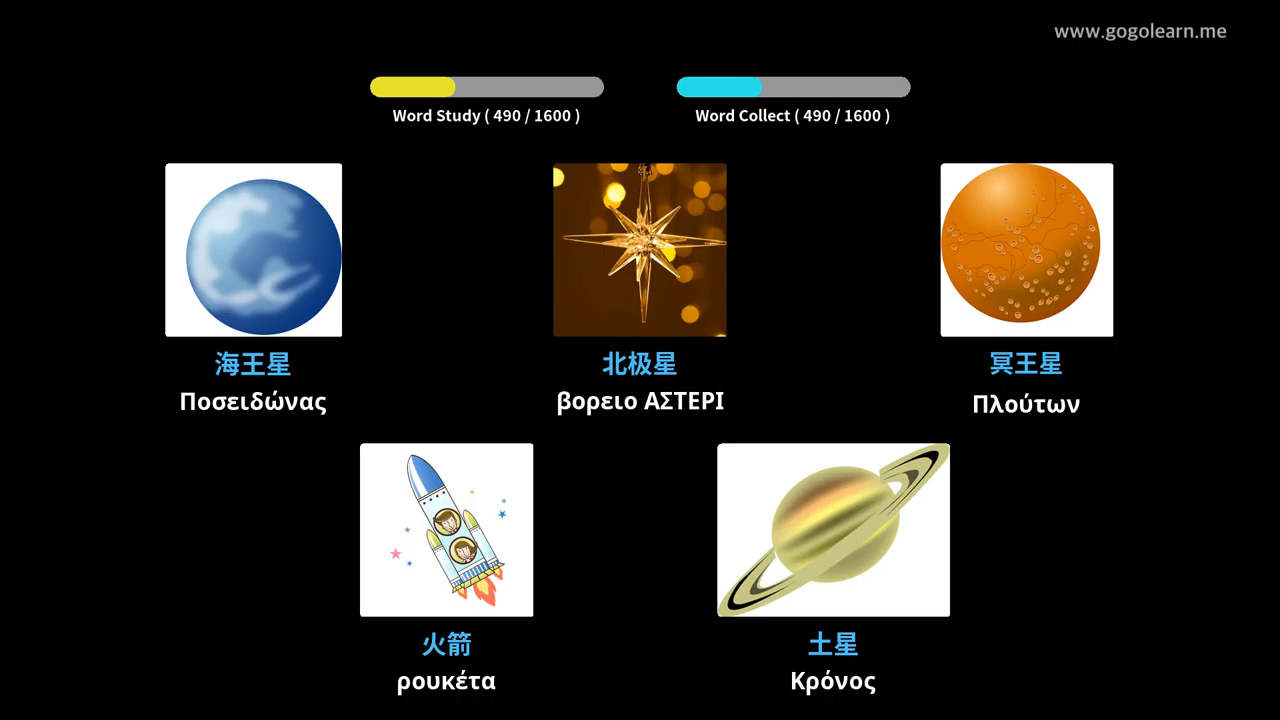 www.gogolearn.me
Word Study ( 490 / 1600 )
Word Collect ( 490 / 1600 )
海王星
Ποσειδώνας
北极星
βορειο ΑΣΤΕΡΙ
冥王星
Πλούτων
火箭
ρουκέτα
土星
Κρόνος